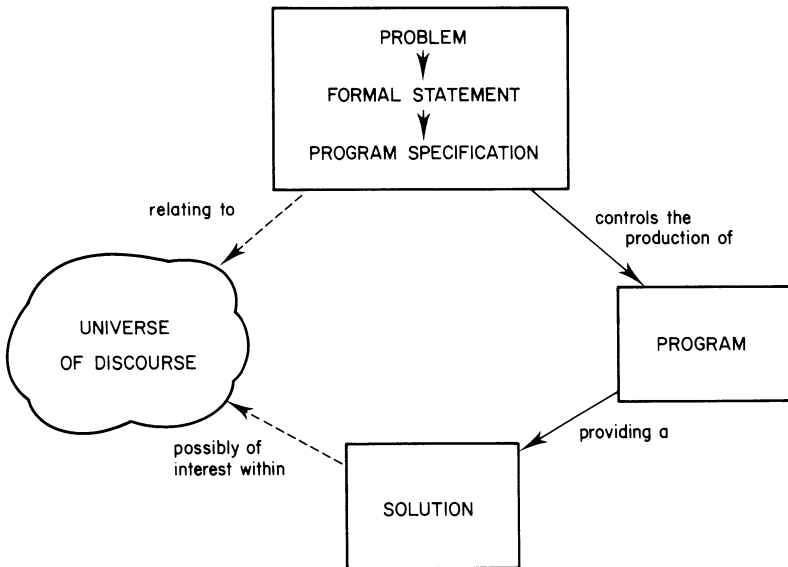 PROBLEM
FORMAL STATEMENT
PROGRAM SPECIFICATION
relating to
controls the
production of
UNIVERSE
OF DISCOURSE
PROGRAM
providing a
possibly of
interest within
SOLUTION